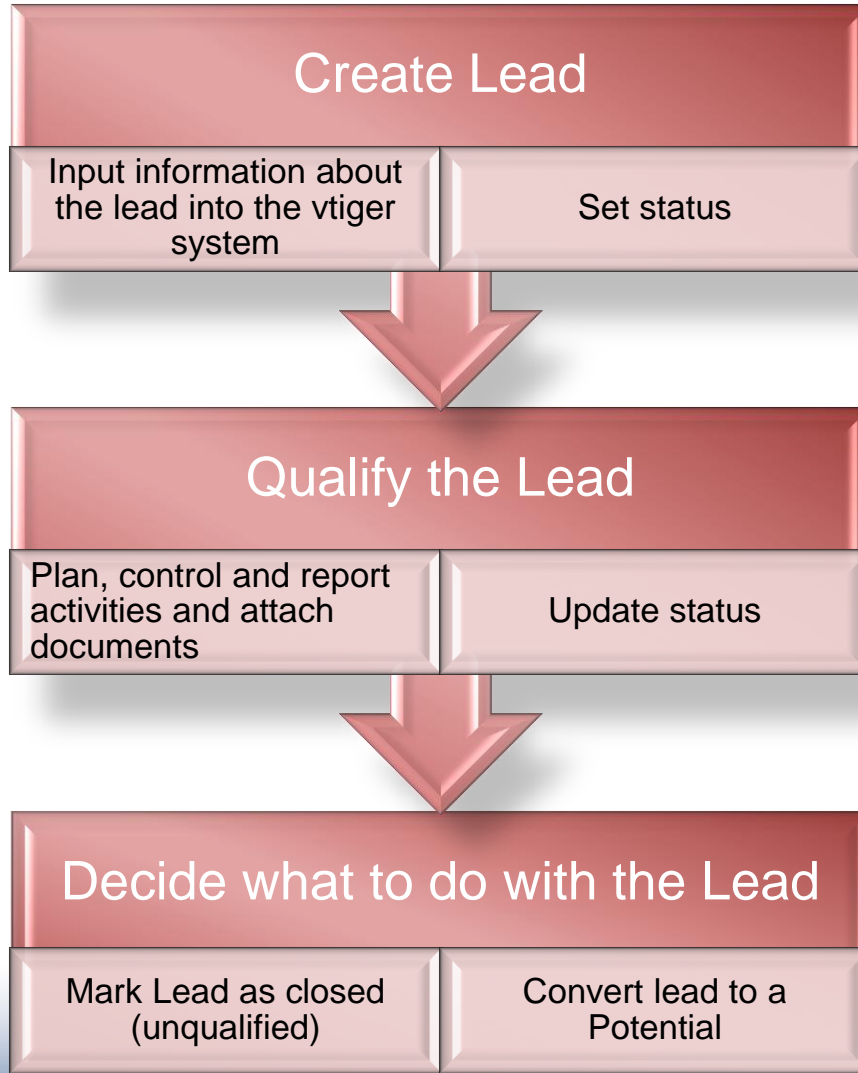 Create Lead
Input information about
the lead into the vtiger
system
Set status
Qualify the Lead
Plan, control and report
activities and attach
documents
Update status
Decide what to do with the Lead
Mark Lead as closed
(unqualified)
Convert lead to a
Potential